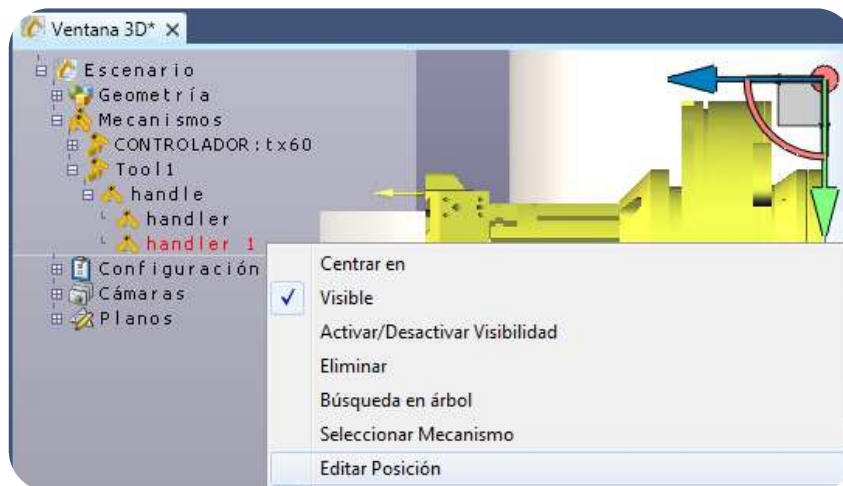 Ventana 3D*
Escenario
Geometría
Mecanismos
CONTROLADOR:tx60
Tool1
handle
handler
handler 1
Configuración
Cámaras
Planos
Centrar en
Visible
Activar/Desactivar Visibilidad
Eliminar
Búsqueda en árbol
Seleccionar Mecanismo
Editar Posición